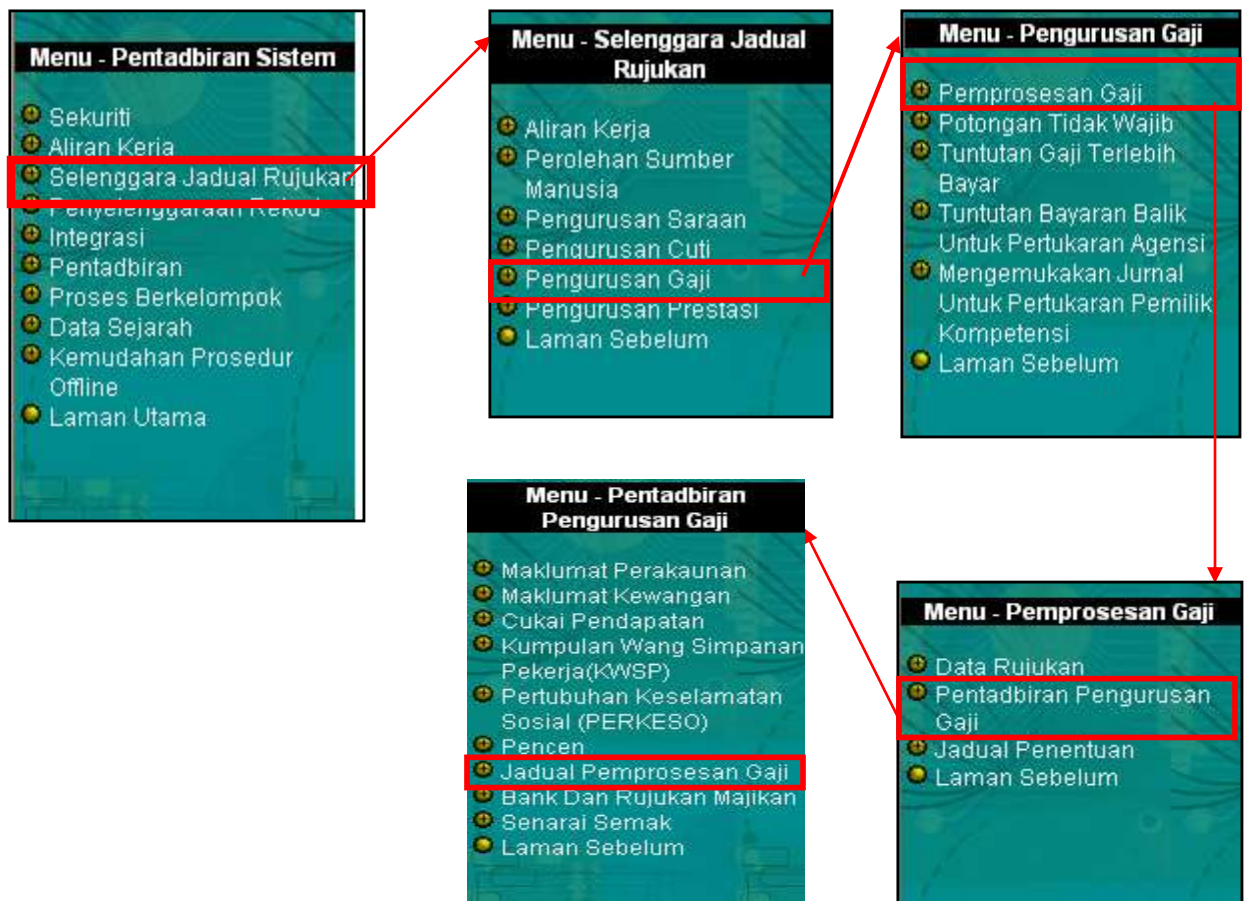 Menu - Pentadbiran Sistem
Sekuriti
Aliran Kerja
Selenggara Jadual Rujukan
Penyelenggaraan Rekod
Integrasi
Pentadbiran
Proses Berkelompok
Data Sejarah
Kemudahan Prosedur
Offline
Laman Utama
Menu - Selenggara Jadual
Rujukan
Aliran Kerja
Perolehan Sumber
Manusia
Pengurusan Saraan
Pengurusan Cuti
Pengurusan Gaji
Pengurusan Prestasi
Laman Sebelum
Menu - Pengurusan Gaji
Pemprosesan Gaji
Potongan Tidak Wajib
Tuntutan Gaji Terlebih
Bayar
Tuntutan Bayaran Balik
Untuk Pertukaran Agensi
Mengemukakan Jurnal
Untuk Pertukaran Pemilik
Kompetensi
Laman Sebelum
Menu - Pemprosesan Gaji
Data Rujukan
Pentadbiran Pengurusan
Gaji
Jadual Penentuan
Laman Sebelum
Menu - Pentadbiran
Pengurusan Gaji
Maklumat Perakaunan
Maklumat Kewangan
Cukai Pendapatan
Kumpulan Wang Simpanan
Pekerja(KWSP)
Pertubuhan Keselamatan
Sosial (PERKESO)
Pencen
Jadual Pemprosesan Gaji
Bank Dan Rujukan Majikan
Senarai Semak
Laman Sebelum